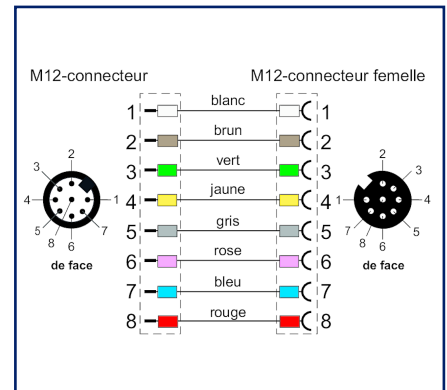 M12-connecteur
M12-connecteur femelle
1 blanc 1
2 brun 2
3 vert 3
4 jaune 4
5 gris 5
6 rose 6
7 bleu 7
8 rouge 8
2
3
4 1
5 7
8 6
de face
2
3
1 4
7 5
6 8
de face